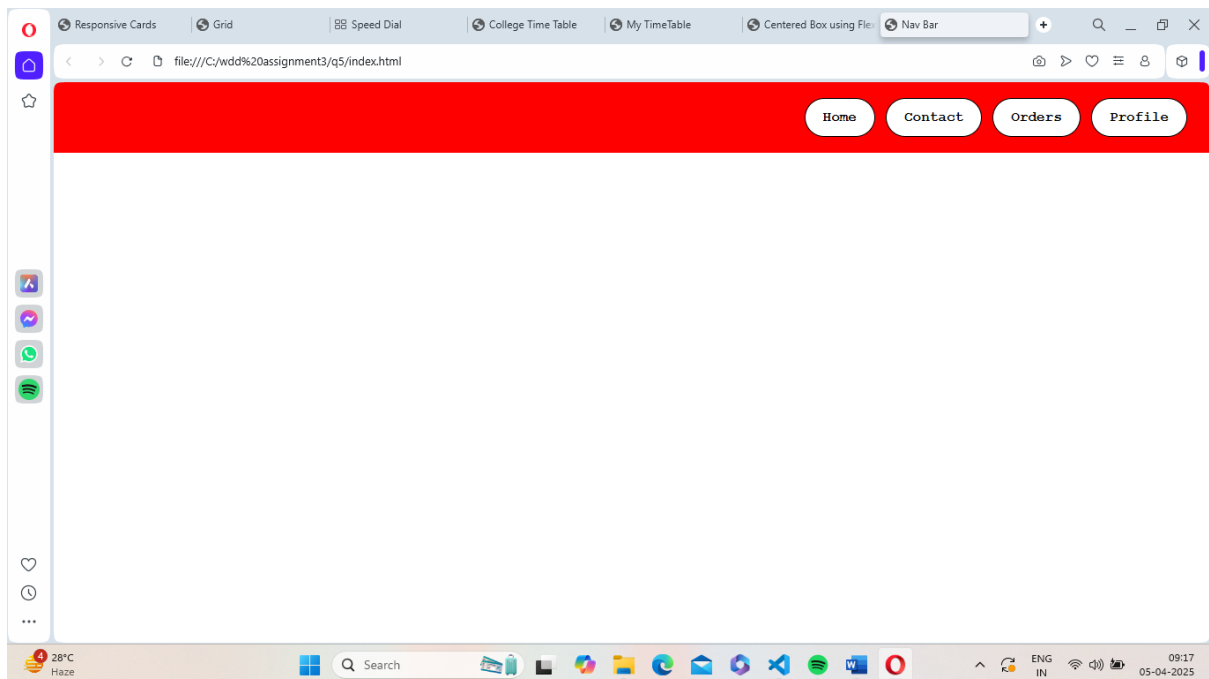 Responsive Cards Grid Speed Dial College Time Table My TimeTable Centered Box using Fle Nav Bar
file:///C:/wdd%20assignment3/q5/index.html
Home Contact Orders Profile
4
28°C
Haze
Search
ENG
IN
09:17
05-04-2025